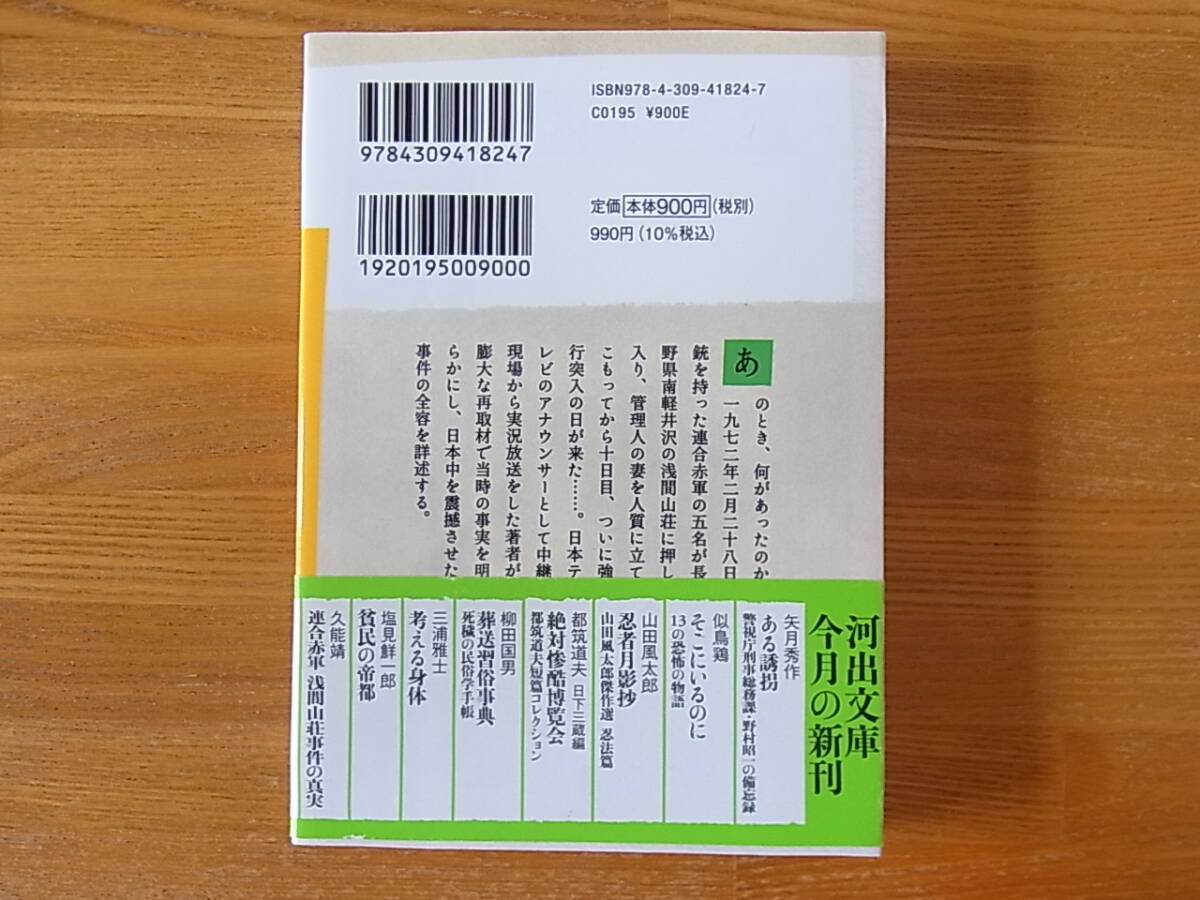 ISBN978-4-309-41824-7
C0195 ¥900E
9784309418247
定価 本体900円（税別）
990円（10%税込）
1920195009000
あ
のとき、何があったのか
一九七二年二月二十八日
銃を持った連合赤軍の五名が長
野県南軽井沢の浅間山荘に押し
入り、管理人の妻を人質に立て
こもってから十日目、ついに強
行突入の日が来た……。日本テ
レビのアナウンサーとして中継
現場から実況放送をした著者が
膨大な再取材で当時の事実を明
らかにし、日本中を震撼させた
事件の全容を詳述する。
河出文庫
今月の新刊
矢月秀作
ある誘拐
警視庁刑事総務課・野村昭一の備忘録
似鳥鶏
そこにいるのに
13の恐怖の物語
山田風太郎
忍者月影抄
山田風太郎傑作選 忍法篇
都筑道夫 日下三蔵編
絶対惨酷博覧会
都筑道夫短篇コレクション
柳田国男
葬送習俗事典
死穢の民俗学手帳
三浦雅士
考える身体
塩見鮮一郎
貧民の帝都
久能靖
連合赤軍 浅間山荘事件の真実